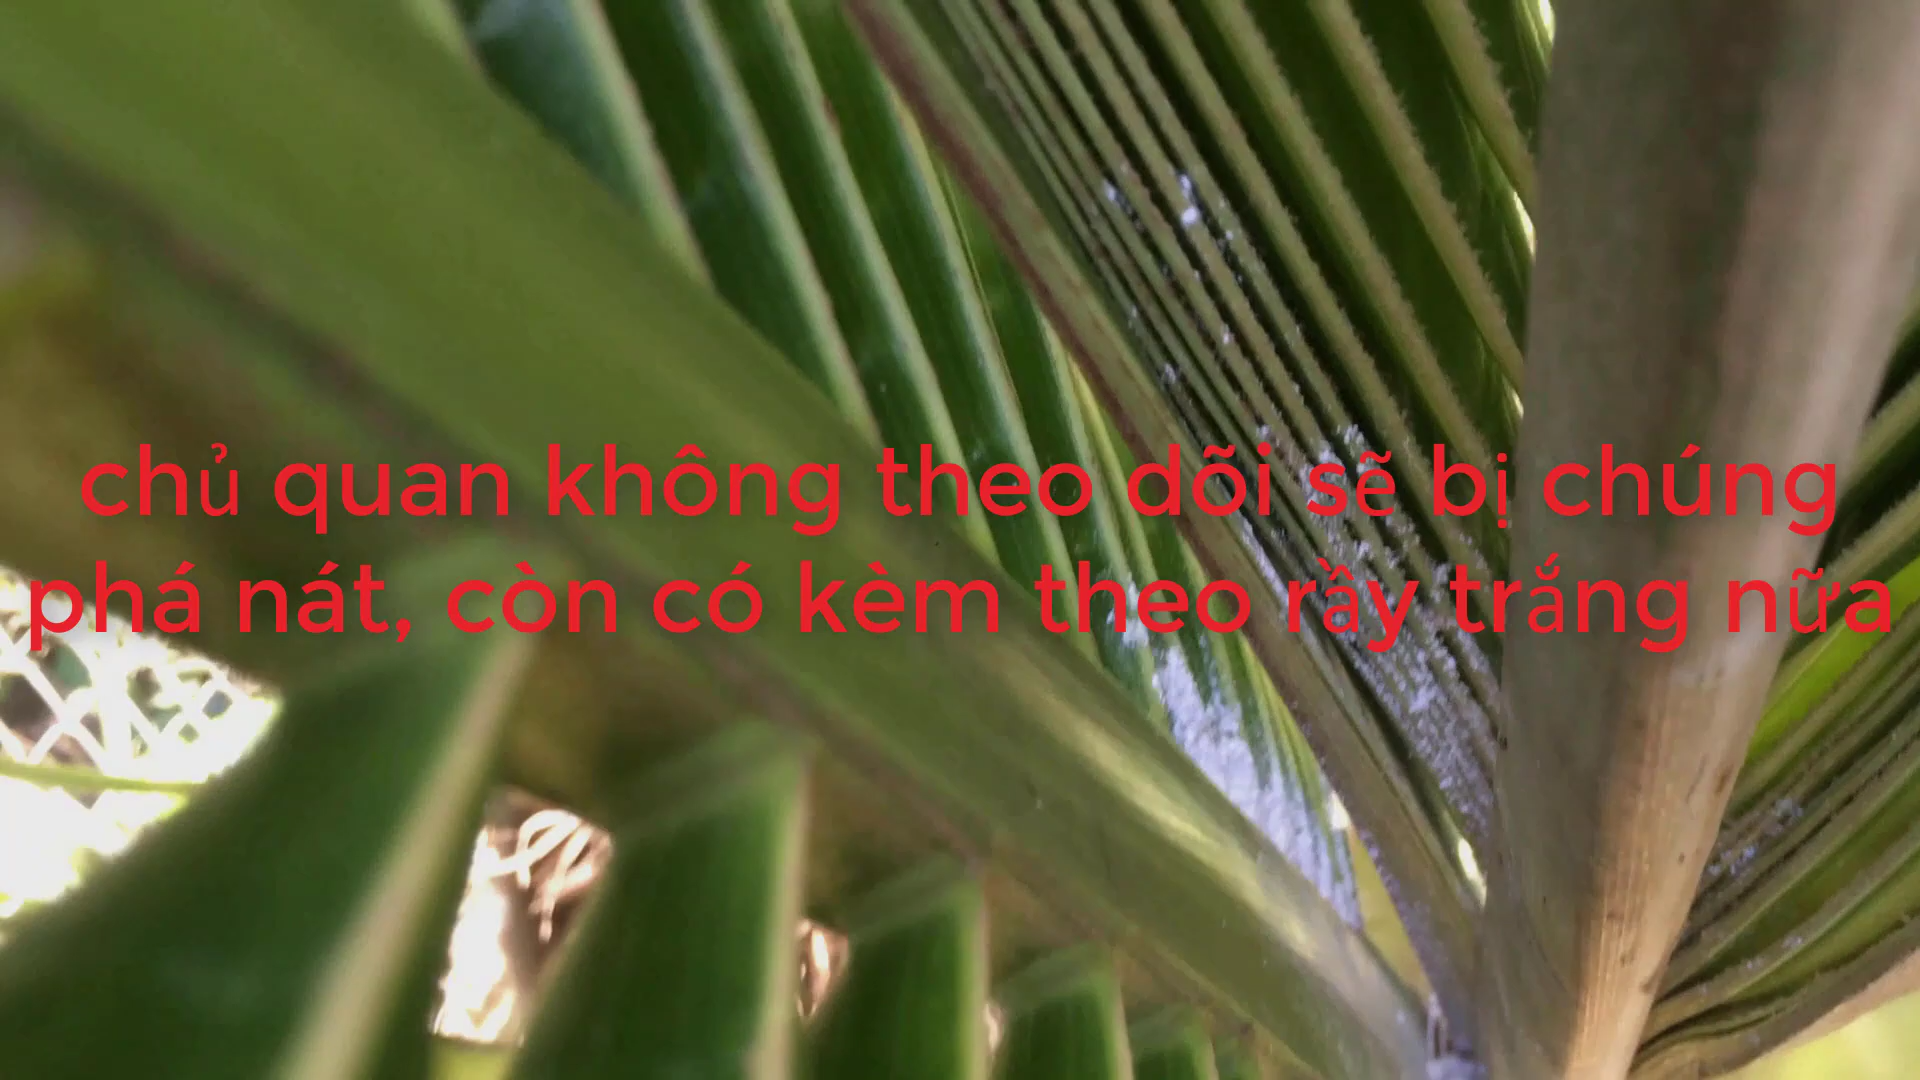 chủ quan không theo dõi sẽ bị chúng
phá nát, còn có kèm theo rầy trắng nữa